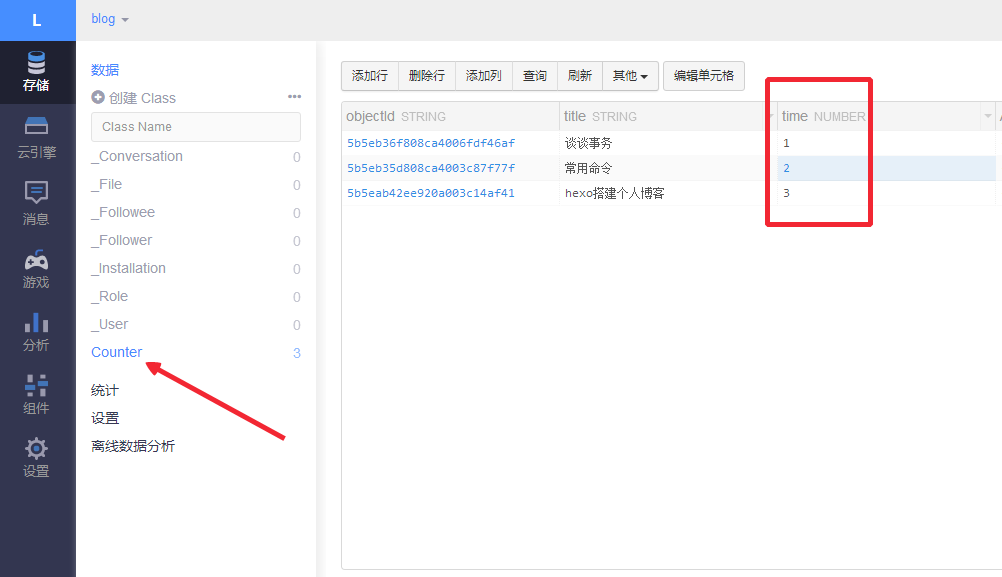 L
blog
存储
云引擎
消息
游戏
分析
组件
设置
数据
创建 Class
Class Name
_Conversation 0
_File 0
_Followee 0
_Follower 0
_Installation 0
_Role 0
_User 0
Counter 3
统计
设置
离线数据分析
添加行 删除行 添加列 查询 刷新 其他 编辑单元格
objectId STRING title STRING time NUMBER
5b5eb36f808ca4006fdf46af 谈谈事务 1
5b5eb35d808ca4003c87f77f 常用命令 2
5b5eab42ee920a003c14af41 hexo搭建个人博客 3